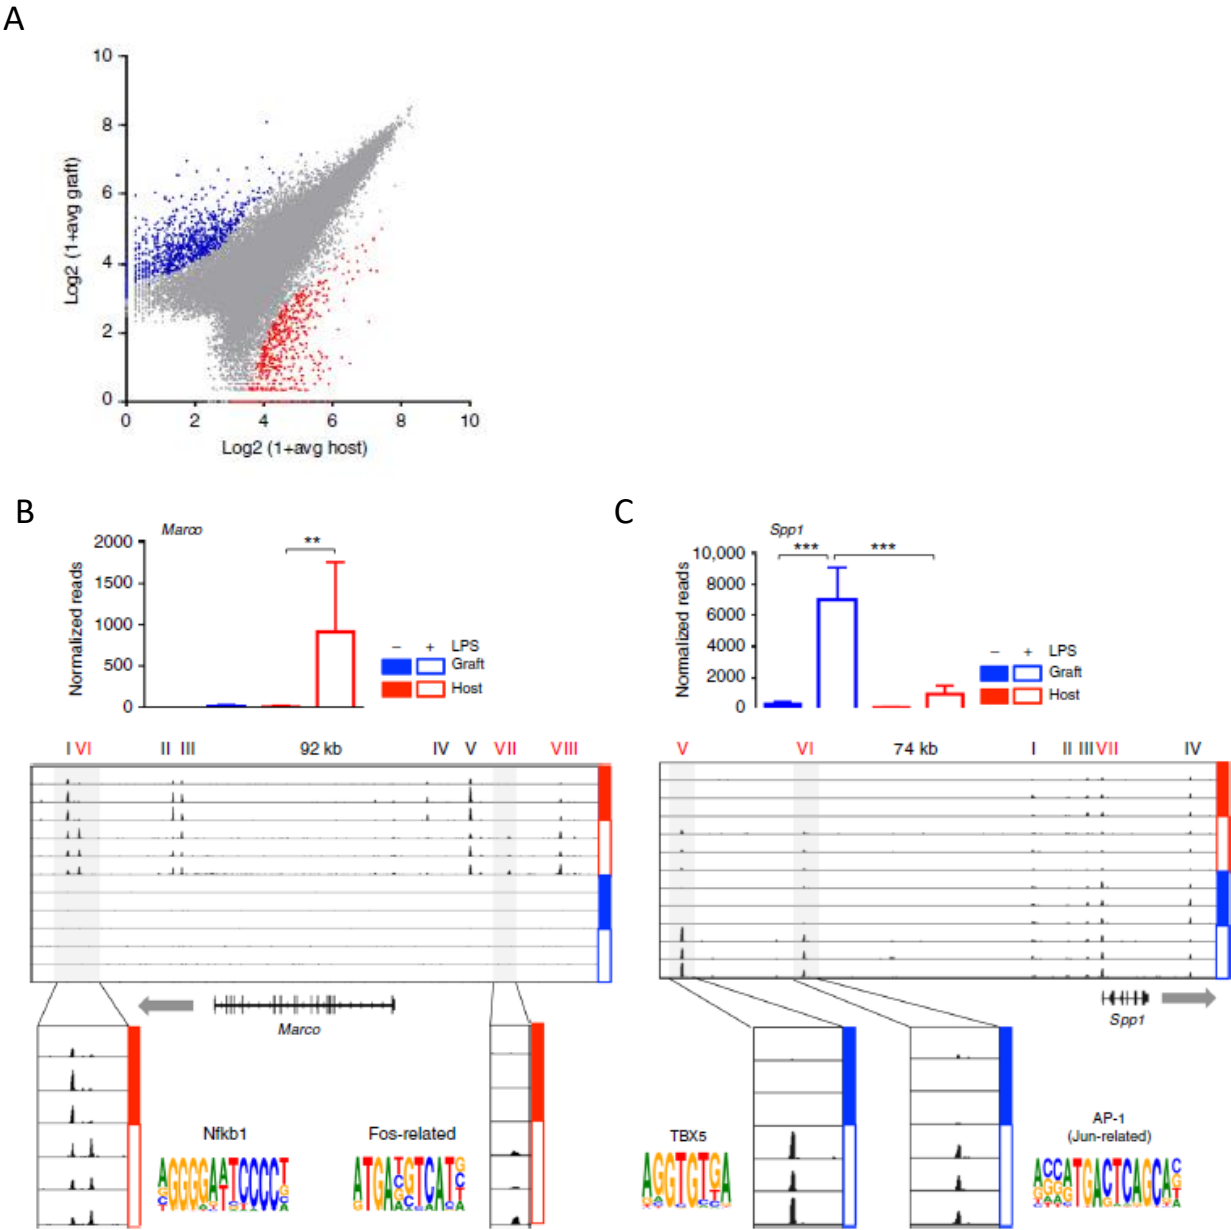 A
10
8
6
4
2
0
Log2 (1+avg graft)
0 2 4 6 8 10
Log2 (1+avg host)
B
Marco
**
2000
1500
1000
500
0
Normalized reads
– + LPS
Graft
Host
I VI II III 92 kb IV V VII VIII
Marco
Nfkb1
Fos-related
C
Spp1
*** ***
10,000
8000
6000
4000
2000
0
Normalized reads
– + LPS
Graft
Host
V VI 74 kb I II III VII IV
Spp1
TBX5
AP-1
(Jun-related)